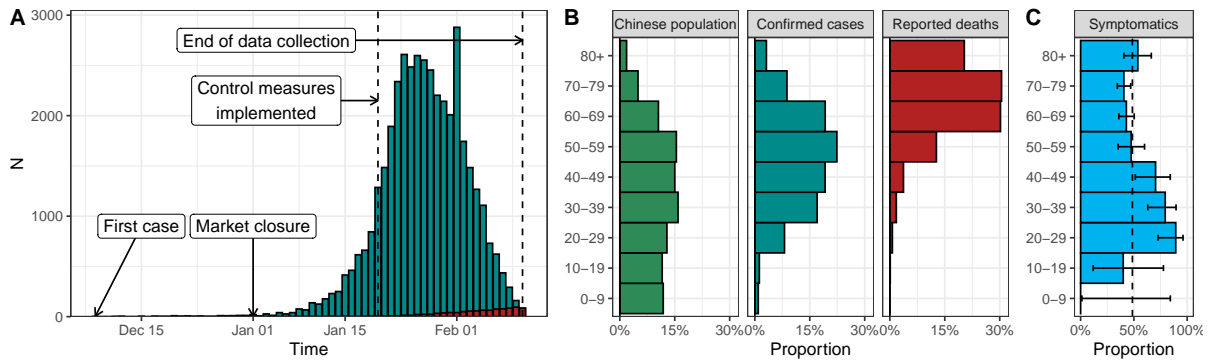 A
B
C
N
3000
2000
1000
0
End of data collection
Control measures
implemented
First case
Market closure
Dec 15
Jan 01
Jan 15
Feb 01
Time
Chinese population
Confirmed cases
Reported deaths
80+
70–79
60–69
50–59
40–49
30–39
20–29
10–19
0–9
0%
15%
30%
0%
15%
30%
0%
15%
30%
Proportion
Symptomatics
80+
70–79
60–69
50–59
40–49
30–39
20–29
10–19
0–9
0%
50%
100%
Proportion